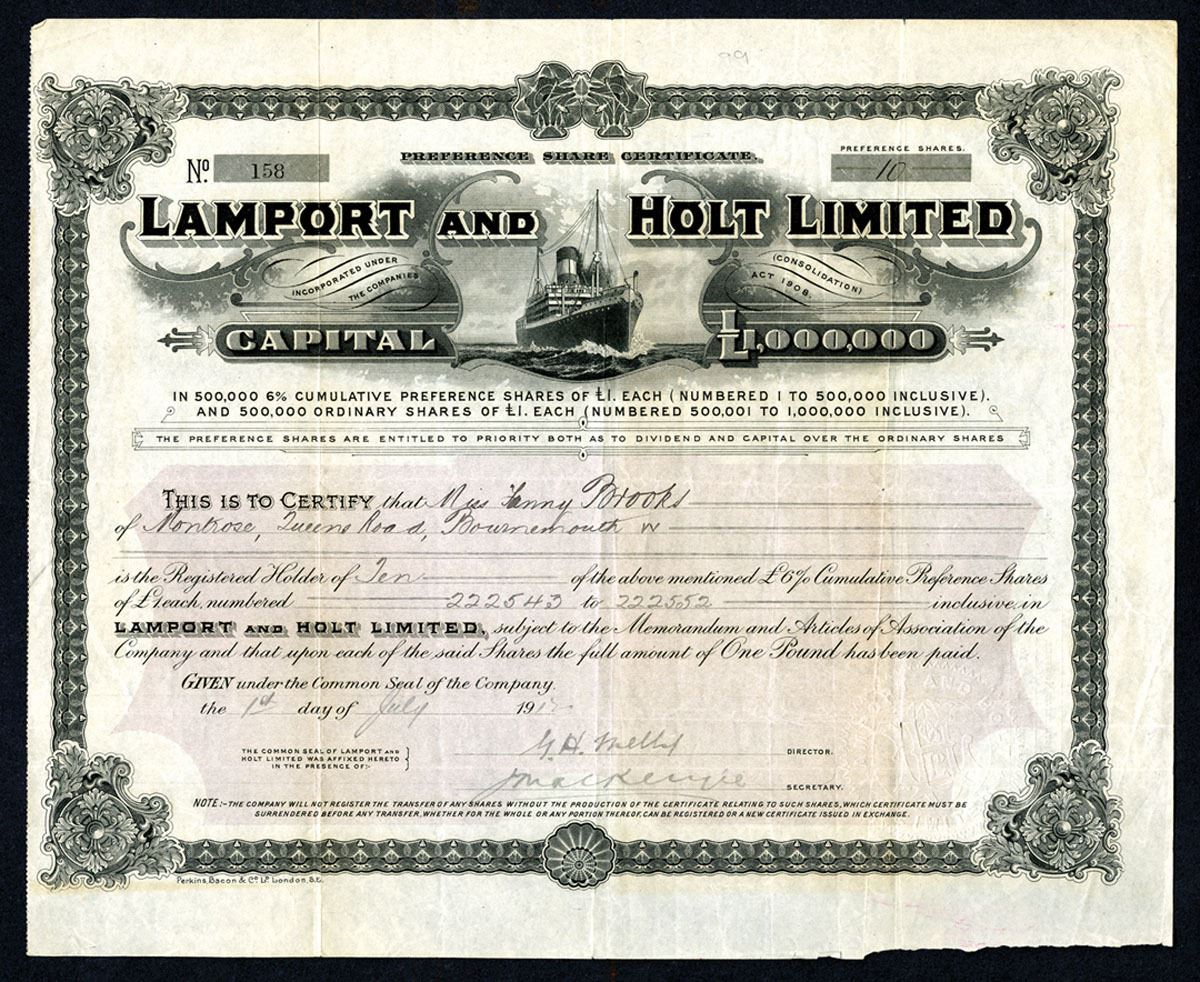 99
PREFERENCE SHARE CERTIFICATE.
PREFERENCE SHARES.
No. 158
10
LAMPORT AND HOLT LIMITED
INCORPORATED UNDER
THE COMPANIES
(CONSOLIDATION)
ACT 1908.
CAPITAL £1,000,000
IN 500,000 6% CUMULATIVE PREFERENCE SHARES OF £1. EACH (NUMBERED 1 TO 500,000 INCLUSIVE).
AND 500,000 ORDINARY SHARES OF £1. EACH (NUMBERED 500,001 TO 1,000,000 INCLUSIVE).
THE PREFERENCE SHARES ARE ENTITLED TO PRIORITY BOTH AS TO DIVIDEND AND CAPITAL OVER THE ORDINARY SHARES
THIS IS TO CERTIFY that Miss Fanny Brooks
of Montrose, Queens Road, Bournemouth W
is the Registered Holder of Ten of the above mentioned £6% Cumulative Preference Shares
of £1 each, numbered 222543 to 222552 inclusive, in
LAMPORT AND HOLT LIMITED, subject to the Memorandum and Articles of Association of the
Company and that upon each of the said Shares the full amount of One Pound has been paid.
GIVEN under the Common Seal of the Company.
the 1st day of July 191
THE COMMON SEAL OF LAMPORT AND
HOLT LIMITED WAS AFFIXED HERETO
IN THE PRESENCE OF:-
G. H. Melly DIRECTOR.
J Mackenzie SECRETARY.
NOTE:- THE COMPANY WILL NOT REGISTER THE TRANSFER OF ANY SHARES WITHOUT THE PRODUCTION OF THE CERTIFICATE RELATING TO SUCH SHARES, WHICH CERTIFICATE MUST BE
SURRENDERED BEFORE ANY TRANSFER, WHETHER FOR THE WHOLE OR ANY PORTION THEREOF, CAN BE REGISTERED OR A NEW CERTIFICATE ISSUED IN EXCHANGE.
Perkins, Bacon & Co. Ld. London, E.C.